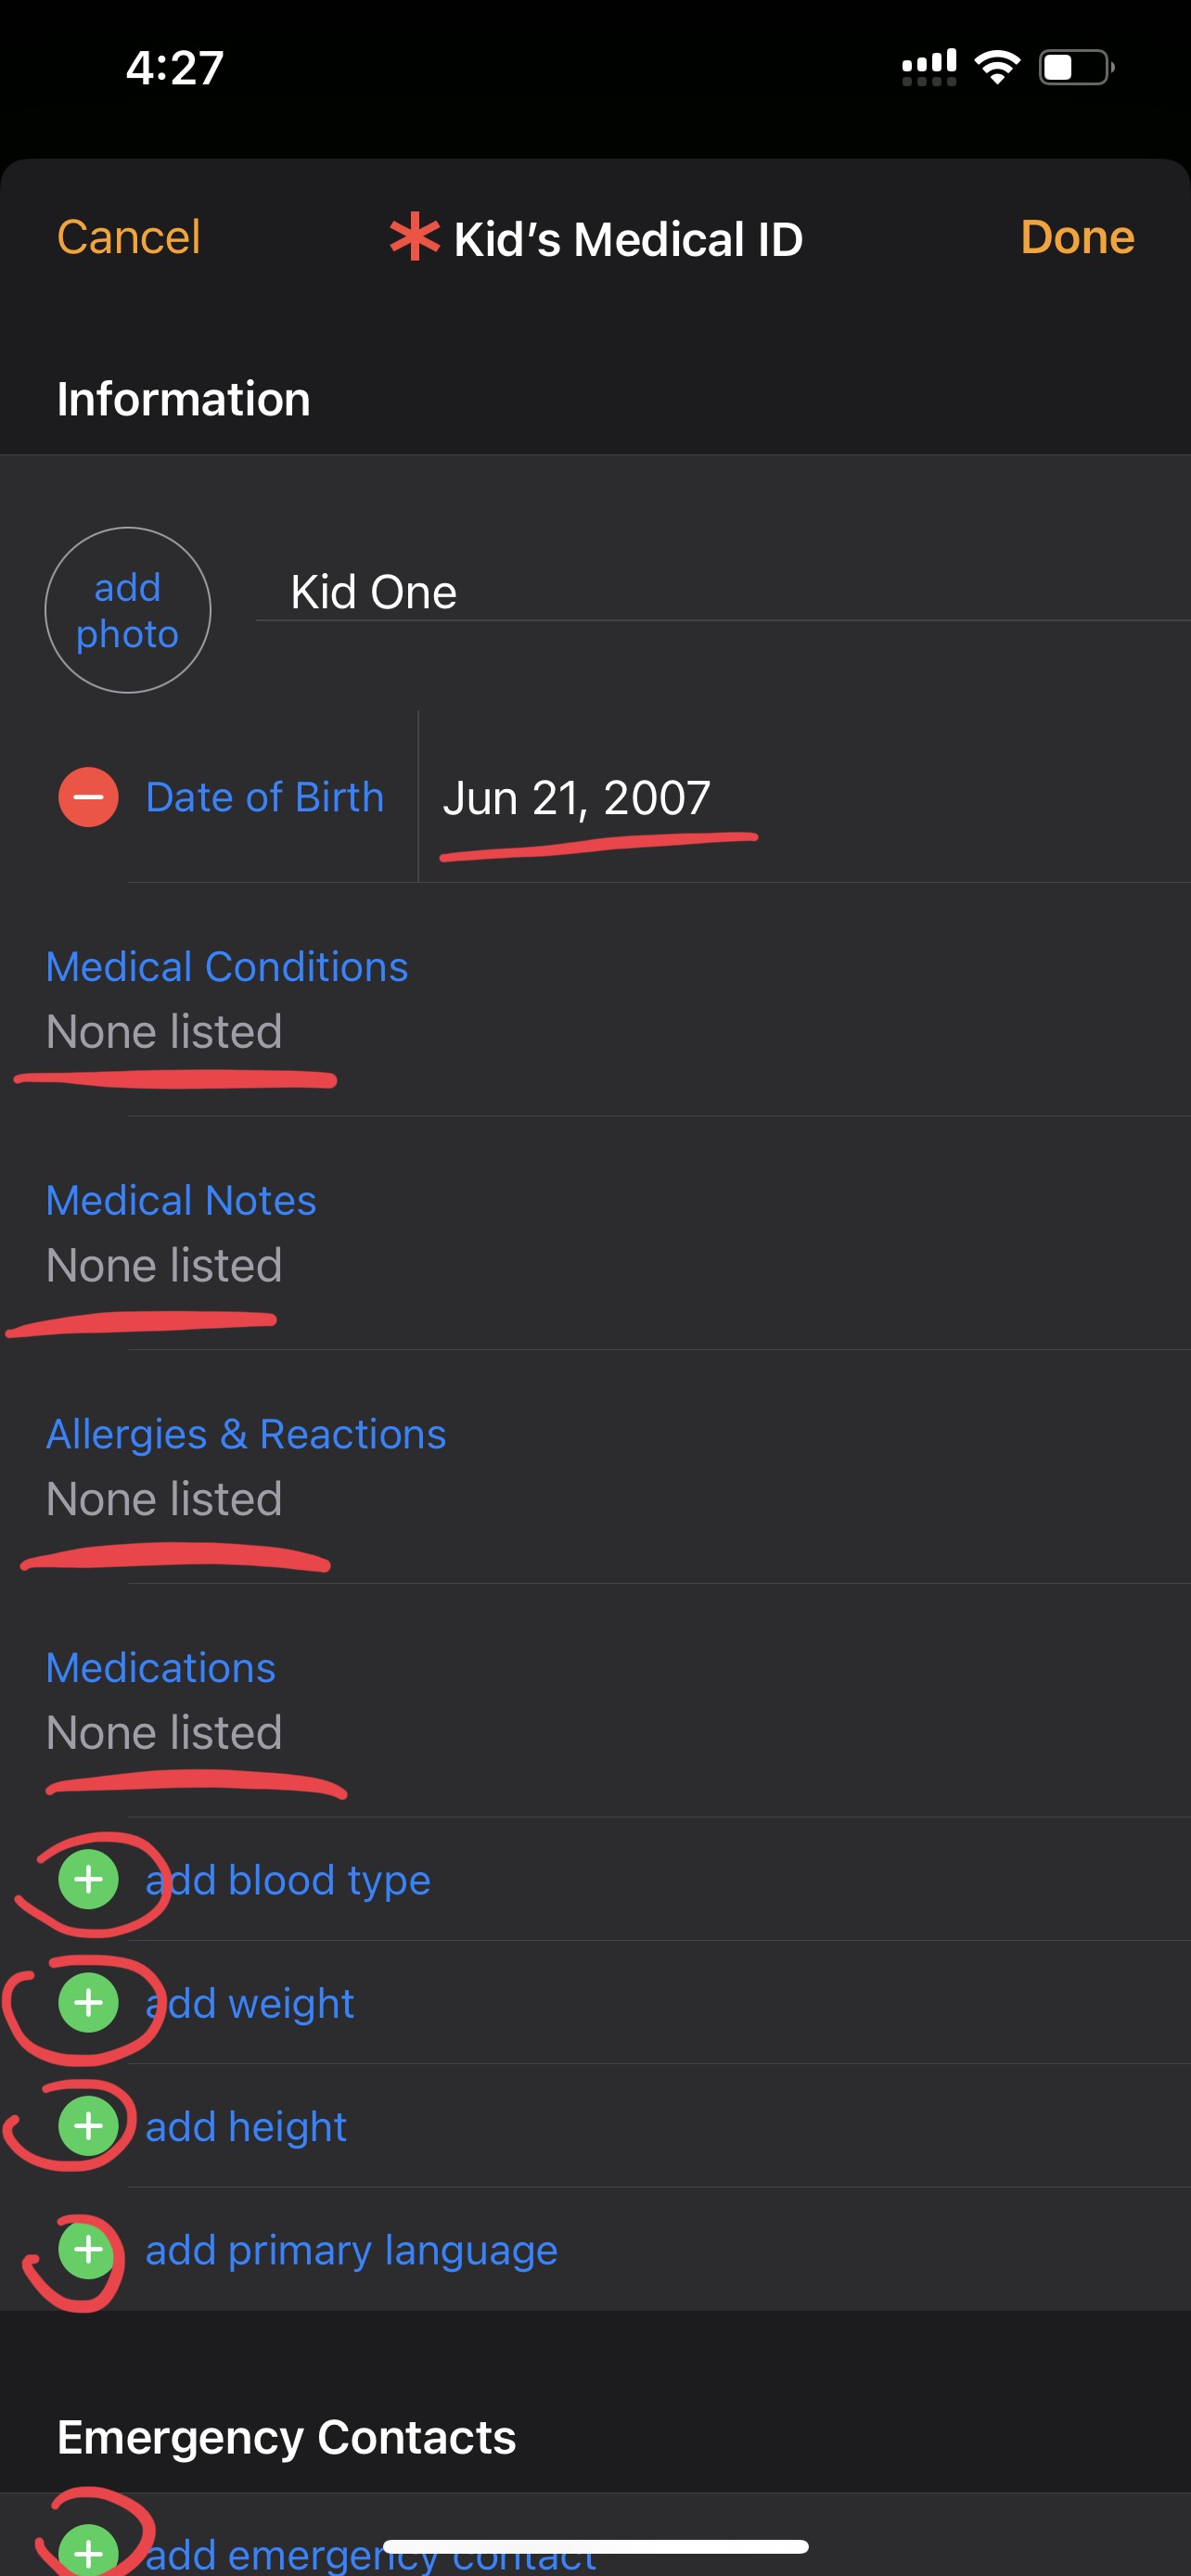 4:27
Cancel
Kid's Medical ID
Done
Information
add
photo
Kid One
Date of Birth
Jun 21, 2007
Medical Conditions
None listed
Medical Notes
None listed
Allergies & Reactions
None listed
Medications
None listed
add blood type
add weight
add height
add primary language
Emergency Contacts
add emergency contact